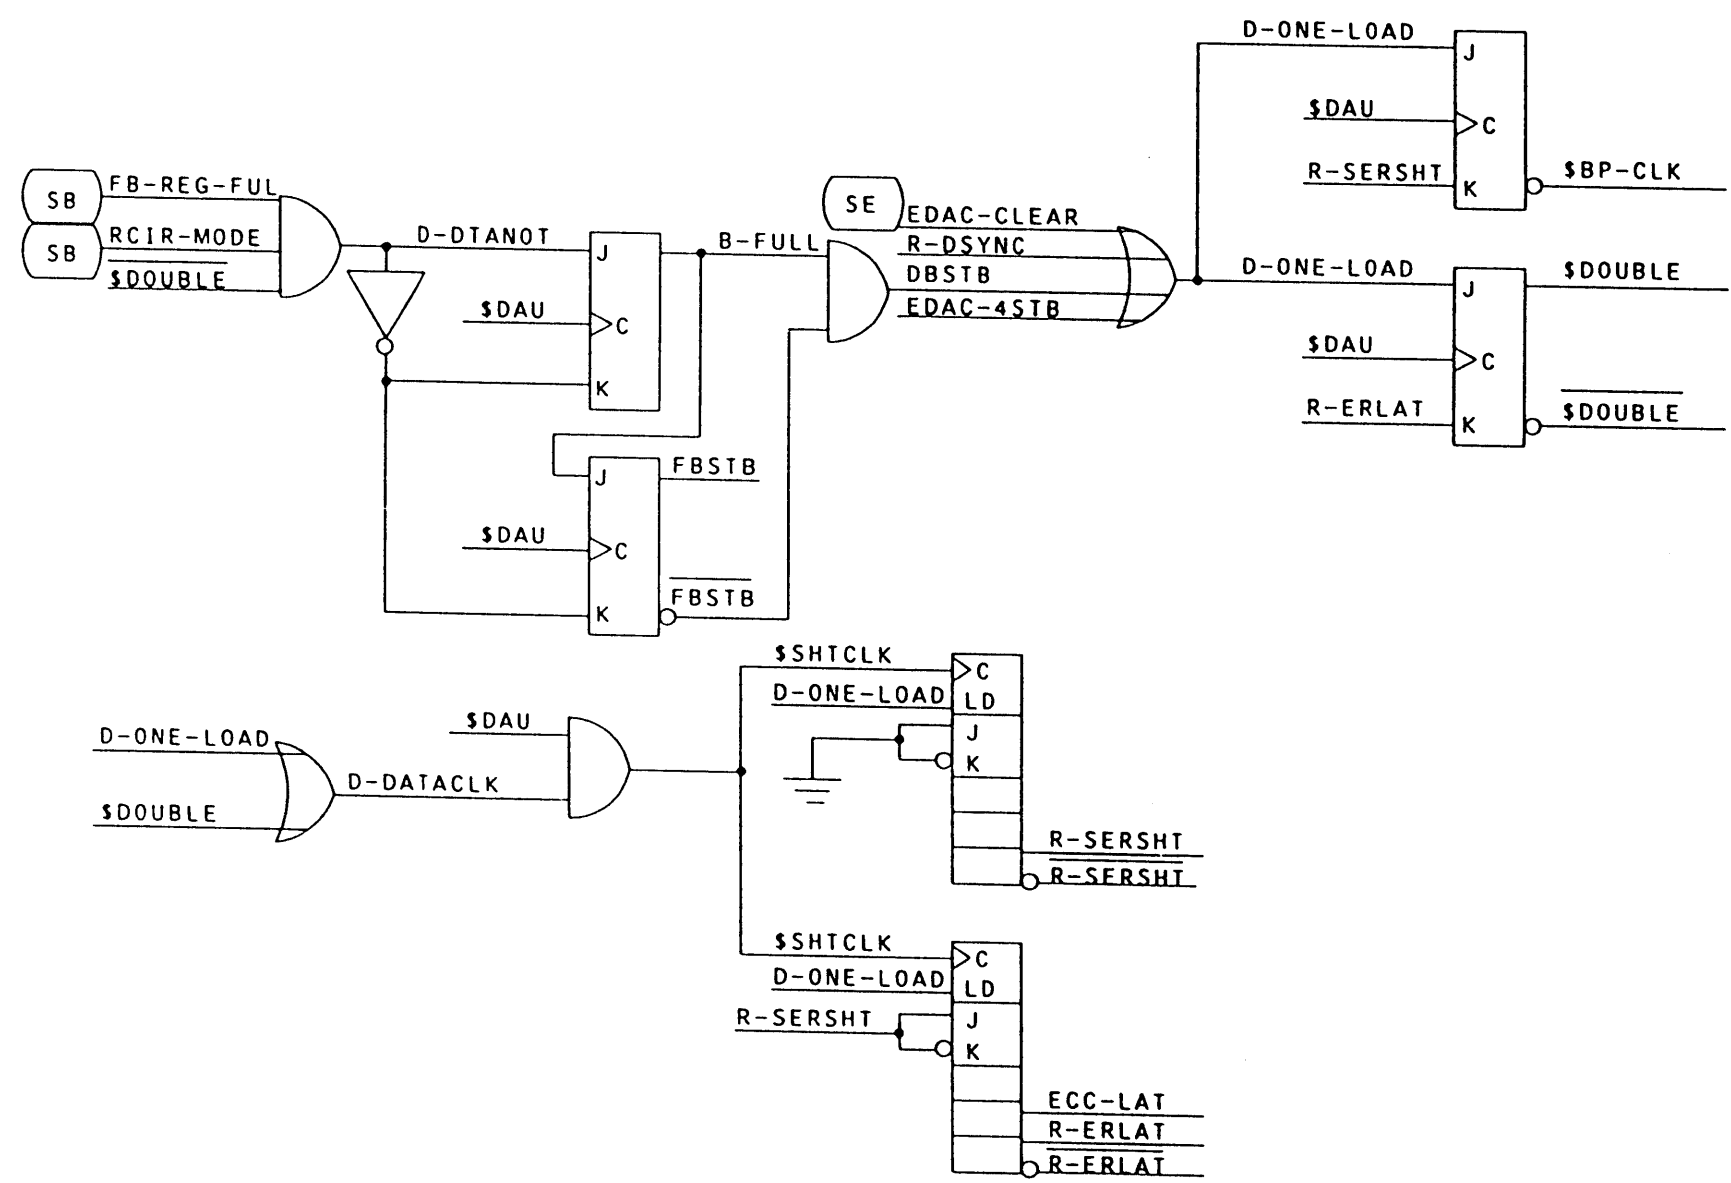 D-ONE-LOAD
J
$DAU
C
R-SERSHT
K
$BP-CLK
SB
FB-REG-FUL
SB
RCIR-MODE
$DOUBLE
D-DTANOT
J
$DAU
C
K
B-FULL
SE
EDAC-CLEAR
R-DSYNC
DBSTB
EDAC-4STB
D-ONE-LOAD
J
$DOUBLE
$DAU
C
R-ERLAT
K
$DOUBLE
J
FBSTB
$DAU
C
K
FBSTB
D-ONE-LOAD
$DOUBLE
D-DATACLK
$DAU
$SHTCLK
C
D-ONE-LOAD
LD
J
K
R-SERSHT
R-SERSHT
$SHTCLK
C
D-ONE-LOAD
LD
R-SERSHT
J
K
ECC-LAT
R-ERLAT
R-ERLAT